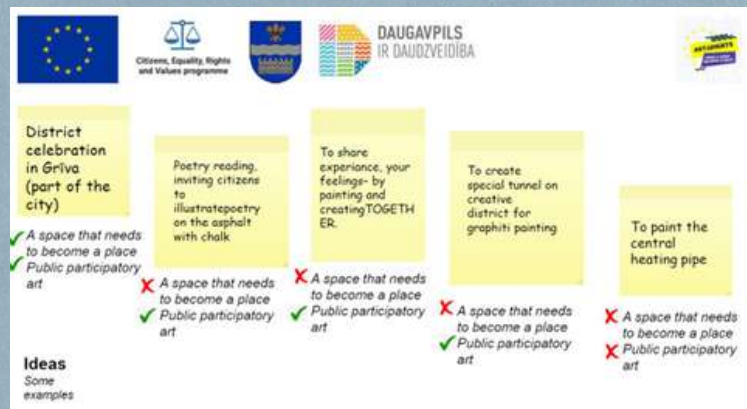 Citizens, Equality, Rights
and Values programme
DAUGAVPILS
IR DAUDZVEIDĪBA
District
celebration
in Grīva
(part of the
city)
A space that needs
to become a place
Public participatory
art
Poetry reading,
inviting citizens
to
illustratepoetry
on the asphalt
with chalk
A space that needs
to become a place
Public participatory
art
To share
experiance, your
feelings- by
painting and
creatingTOGETH
ER.
A space that needs
to become a place
Public participatory
art
To create
special tunnel on
creative
district for
graphiti painting
A space that needs
to become a place
Public participatory
art
To paint the
central
heating pipe
A space that needs
to become a place
Public participatory
art
Ideas
Some
examples